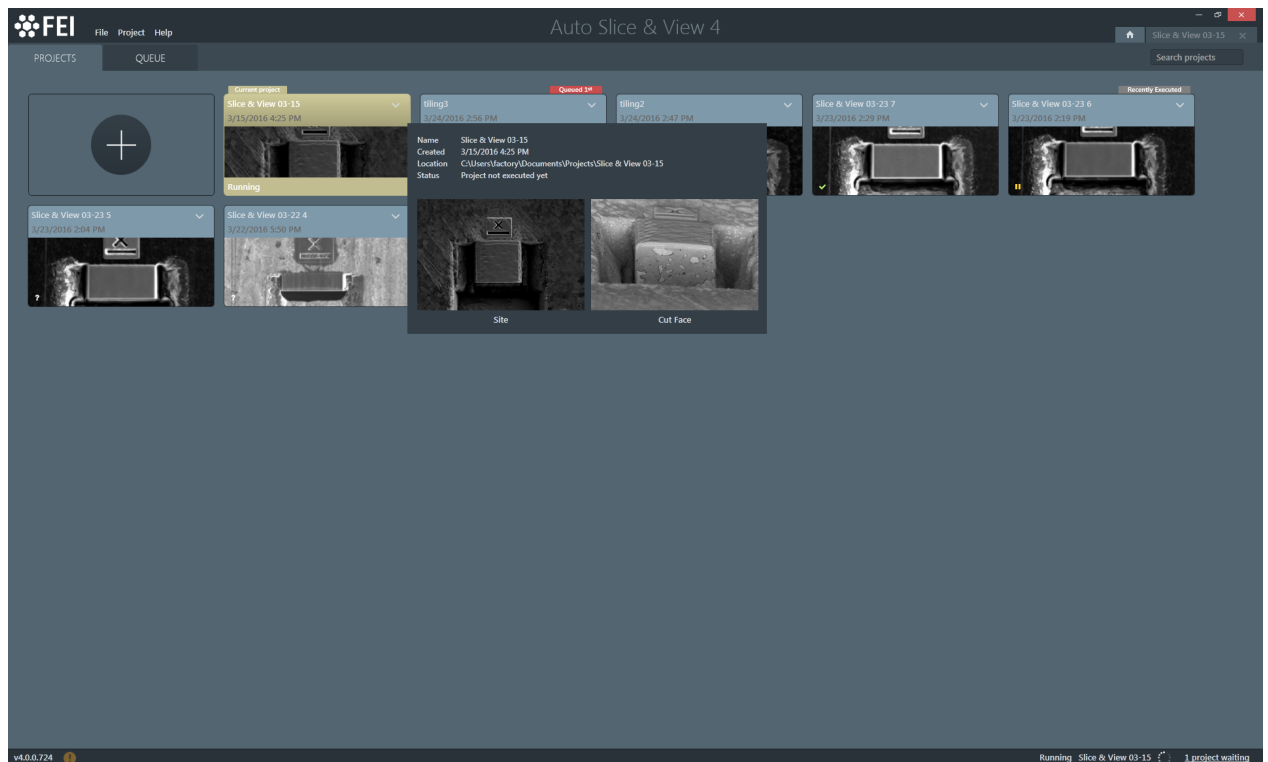 FEI
File Project Help
Auto Slice & View 4
Slice & View 03-15
PROJECTS
QUEUE
Search projects
Current project
Slice & View 03-15
3/15/2016 4:25 PM
Running
Queued 1st
tiling3
3/24/2016 2:56 PM
tiling2
3/24/2016 2:47 PM
Slice & View 03-23 7
3/23/2016 2:29 PM
Recently Executed
Slice & View 03-23 6
3/23/2016 2:19 PM
Name Slice & View 03-15
Created 3/15/2016 4:25 PM
Location C:\Users\factory\Documents\Projects\Slice & View 03-15
Status Project not executed yet
Site
Cut Face
Slice & View 03-23 5
3/23/2016 2:04 PM
?
Slice & View 03-22 4
3/22/2016 5:50 PM
?
v4.0.0.724
Running Slice & View 03-15
1 project waiting